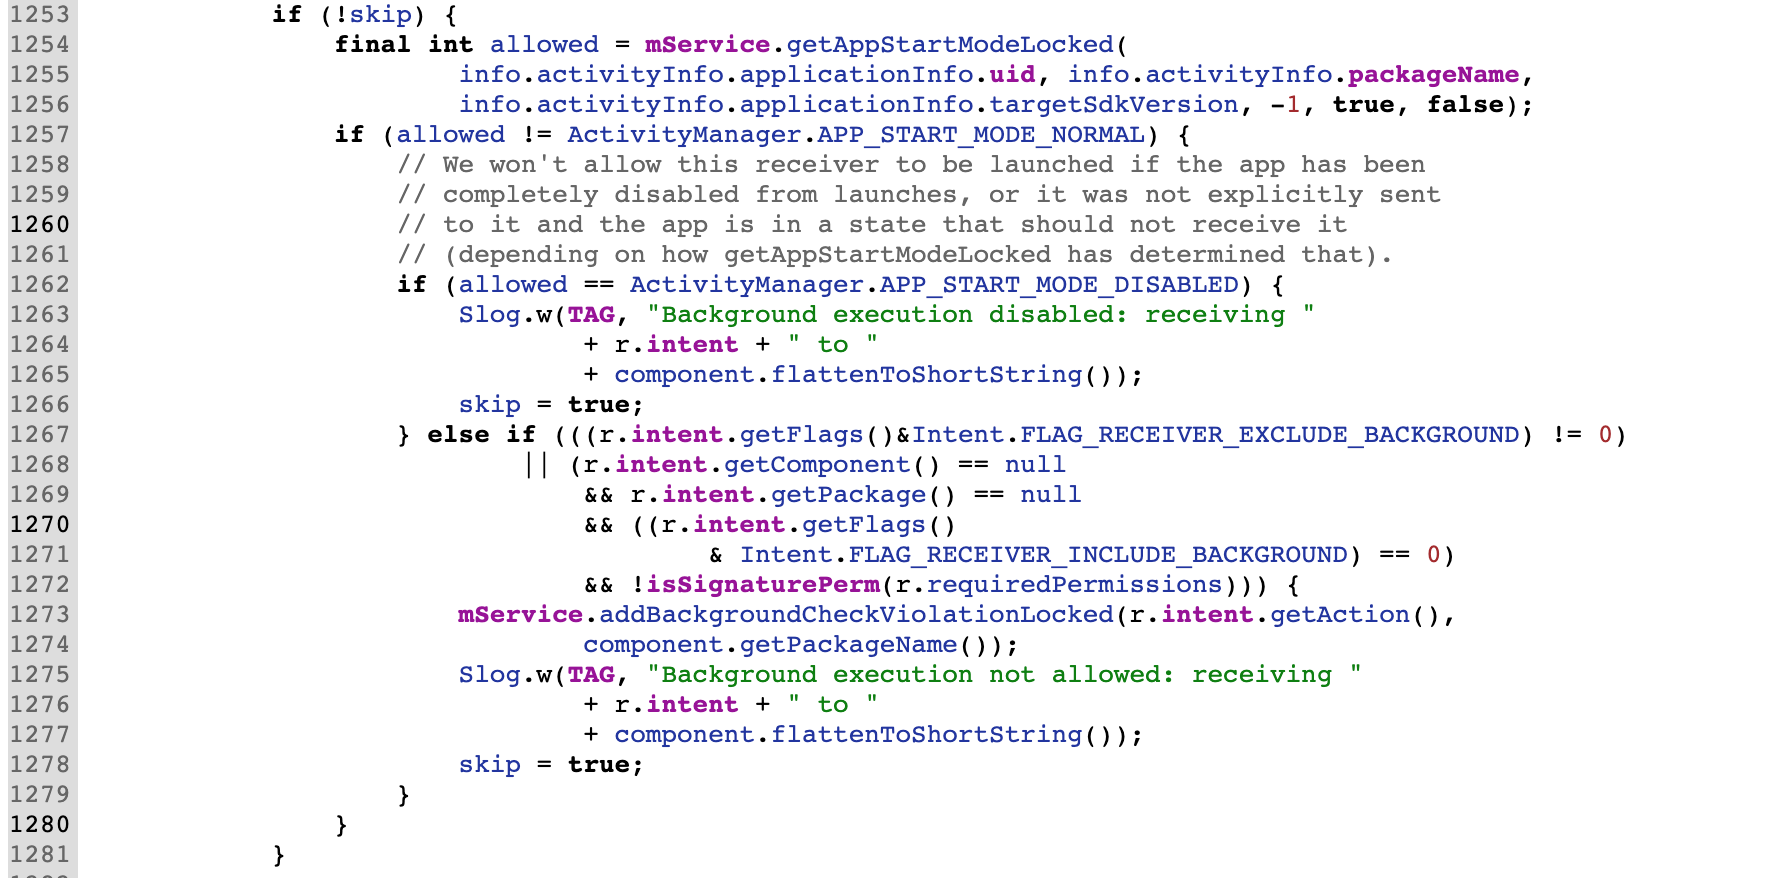 1253 if (!skip) {
1254 final int allowed = mService.getAppStartModeLocked(
1255 info.activityInfo.applicationInfo.uid, info.activityInfo.packageName,
1256 info.activityInfo.applicationInfo.targetSdkVersion, -1, true, false);
1257 if (allowed != ActivityManager.APP_START_MODE_NORMAL) {
1258 // We won't allow this receiver to be launched if the app has been
1259 // completely disabled from launches, or it was not explicitly sent
1260 // to it and the app is in a state that should not receive it
1261 // (depending on how getAppStartModeLocked has determined that).
1262 if (allowed == ActivityManager.APP_START_MODE_DISABLED) {
1263 Slog.w(TAG, "Background execution disabled: receiving "
1264 + r.intent + " to "
1265 + component.flattenToShortString());
1266 skip = true;
1267 } else if (((r.intent.getFlags()&Intent.FLAG_RECEIVER_EXCLUDE_BACKGROUND) != 0)
1268 || (r.intent.getComponent() == null
1269 && r.intent.getPackage() == null
1270 && ((r.intent.getFlags()
1271 & Intent.FLAG_RECEIVER_INCLUDE_BACKGROUND) == 0)
1272 && !isSignaturePerm(r.requiredPermissions))) {
1273 mService.addBackgroundCheckViolationLocked(r.intent.getAction(),
1274 component.getPackageName());
1275 Slog.w(TAG, "Background execution not allowed: receiving "
1276 + r.intent + " to "
1277 + component.flattenToShortString());
1278 skip = true;
1279 }
1280 }
1281 }